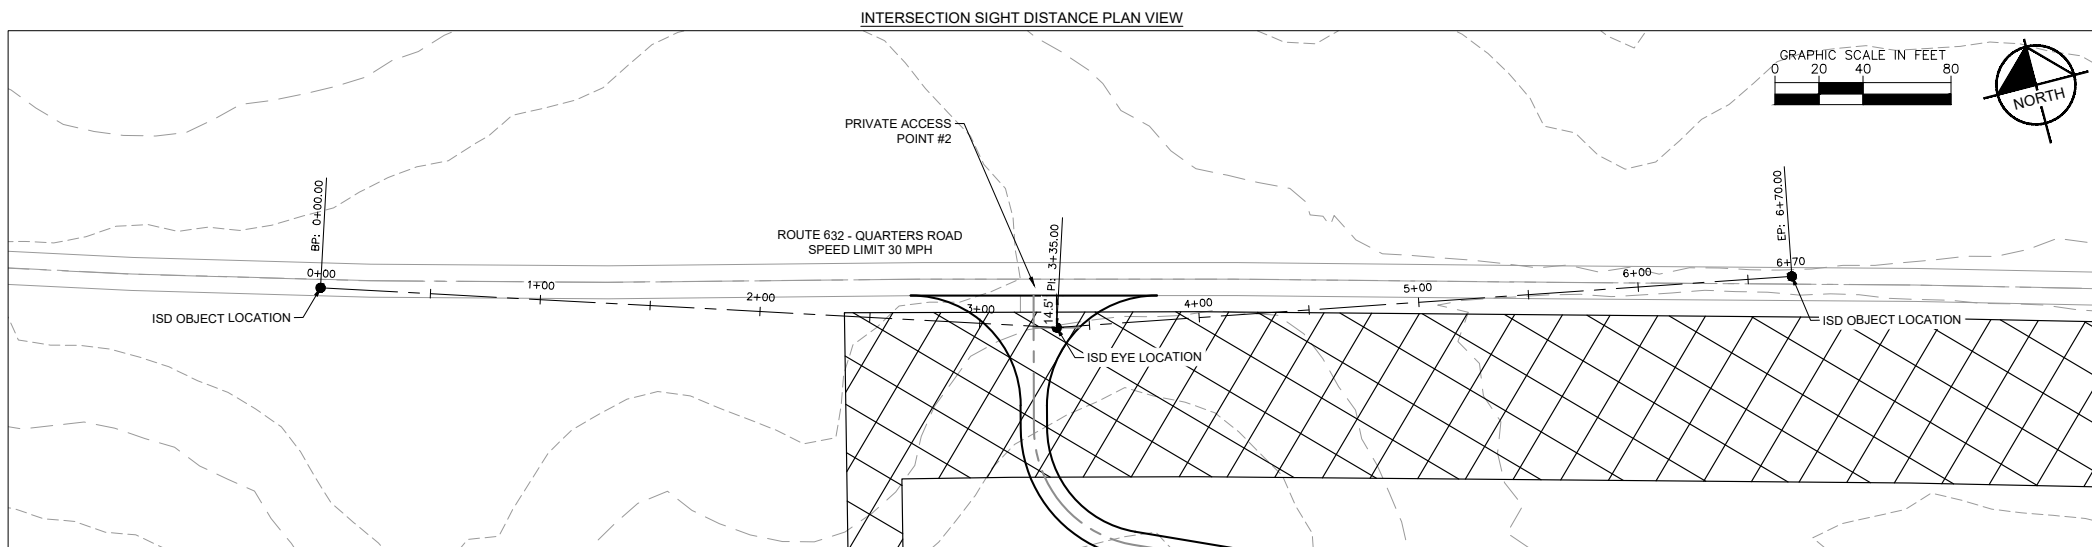 INTERSECTION SIGHT DISTANCE PLAN VIEW
GRAPHIC SCALE IN FEET
0 20 40 80
NORTH
PRIVATE ACCESS
POINT #2
BP: 0+00.00
ROUTE 632 - QUARTERS ROAD
SPEED LIMIT 30 MPH
14.5' PI: 3+35.00
EP: 6+70.00
0+00
1+00
2+00
3+00
4+00
5+00
6+00
6+70
ISD OBJECT LOCATION
ISD EYE LOCATION
ISD OBJECT LOCATION